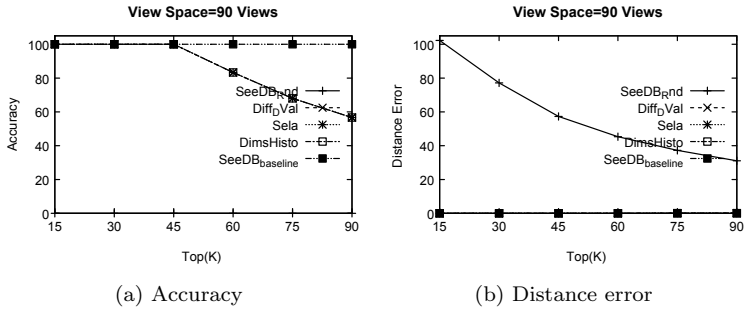 View Space=90 Views
100
80
60
40
20
0
Accuracy
15 30 45 60 75 90
Top(K)
SeeDB_Rnd
Diff_DVal
Sela
DimsHisto
SeeDB_baseline
(a) Accuracy
View Space=90 Views
100
80
60
40
20
0
Distance Error
15 30 45 60 75 90
Top(K)
SeeDB_Rnd
Diff_DVal
Sela
DimsHisto
SeeDB_baseline
(b) Distance error